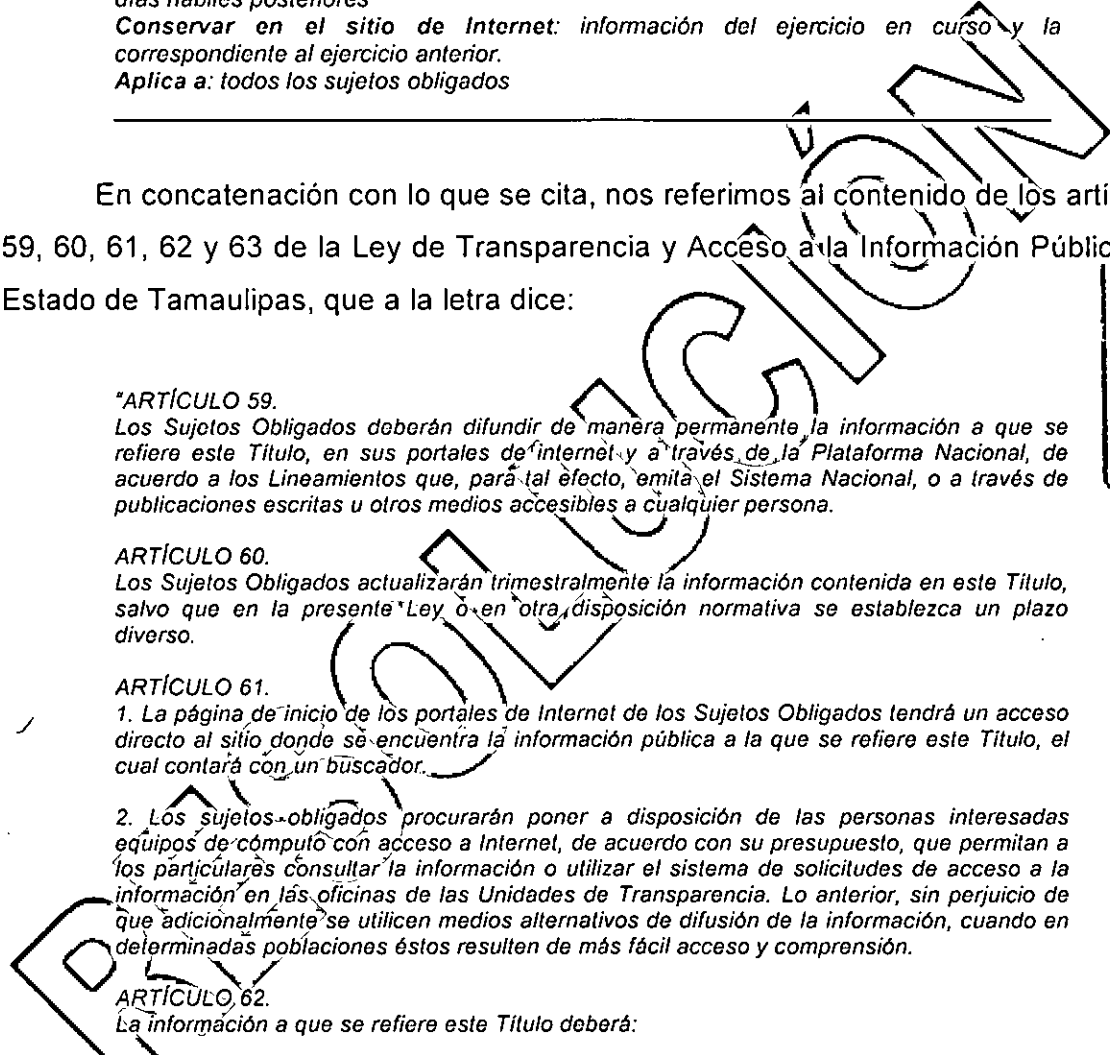 días hábiles posteriores
Conservar en el sitio de Internet: información del ejercicio en curso y la
correspondiente al ejercicio anterior.
Aplica a: todos los sujetos obligados
En concatenación con lo que se cita, nos referimos al contenido de los artí
59, 60, 61, 62 y 63 de la Ley de Transparencia y Acceso a la Información Públic
Estado de Tamaulipas, que a la letra dice:
"ARTÍCULO 59.
Los Sujetos Obligados deberán difundir de manera permanente la información a que se
refiere este Título, en sus portales de internet y a través de la Plataforma Nacional, de
acuerdo a los Lineamientos que, para tal efecto, emita el Sistema Nacional, o a través de
publicaciones escritas u otros medios accesibles a cualquier persona.
ARTÍCULO 60.
Los Sujetos Obligados actualizarán trimestralmente la información contenida en este Título,
salvo que en la presente Ley o en otra disposición normativa se establezca un plazo
diverso.
ARTÍCULO 61.
1. La página de inicio de los portales de Internet de los Sujetos Obligados tendrá un acceso
directo al sitio donde se encuentra la información pública a la que se refiere este Título, el
cual contará con un buscador.
2. Los sujetos obligados procurarán poner a disposición de las personas interesadas
equipos de cómputo con acceso a Internet, de acuerdo con su presupuesto, que permitan a
los particulares consultar la información o utilizar el sistema de solicitudes de acceso a la
información en las oficinas de las Unidades de Transparencia. Lo anterior, sin perjuicio de
que adicionalmente se utilicen medios alternativos de difusión de la información, cuando en
determinadas poblaciones éstos resulten de más fácil acceso y comprensión.
ARTÍCULO 62.
La información a que se refiere este Título deberá:
RESOLUCIÓN